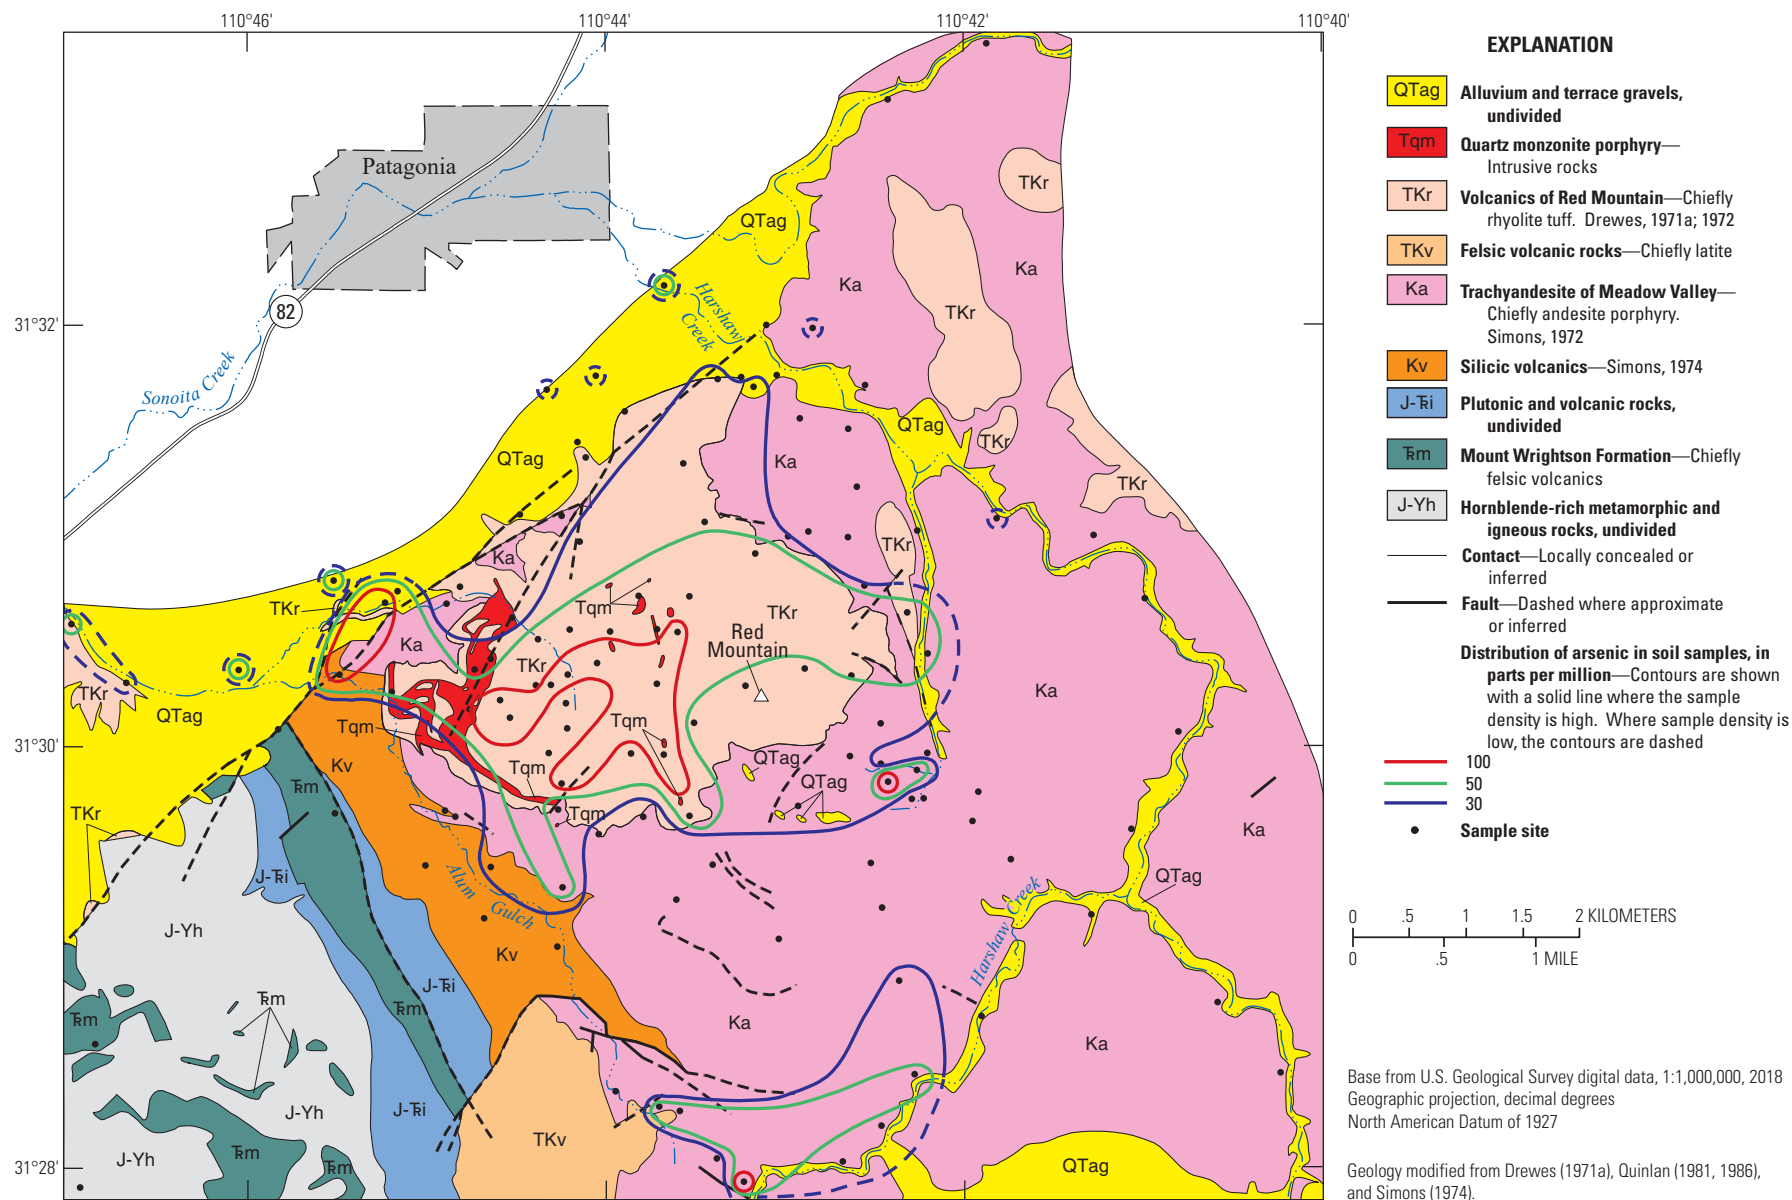 110°46'
110°44'
110°42'
110°40'
31°32'
31°30'
31°28'
Patagonia
82
Sonoita Creek
Harshaw
Creek
QTag
TKr
Ka
TKr
Ka
Ka
TKr
QTag
TKr
TKr
QTag
Ka
Ka
TKr
TKr
Ka
Tqm
TKr
Red
Mountain
TKr
TKr
QTag
Tqm
Tqm
Ka
Kv
Tqm
QTag
QTag
Tqm
TKr
Ŧm
Ka
J-Ŧi
Alum
Gulch
QTag
Harshaw Creek
J-Yh
Kv
J-Ŧi
Ŧm
Ŧm
Ŧm
Ka
Ka
J-Yh
J-Yh
J-Ŧi
Ŧm
Ŧm
TKv
QTag
EXPLANATION
QTag Alluvium and terrace gravels,
undivided
Tqm Quartz monzonite porphyry—
Intrusive rocks
TKr Volcanics of Red Mountain—Chiefly
rhyolite tuff. Drewes, 1971a; 1972
TKv Felsic volcanic rocks—Chiefly latite
Ka Trachyandesite of Meadow Valley—
Chiefly andesite porphyry.
Simons, 1972
Kv Silicic volcanics—Simons, 1974
J-Ŧi Plutonic and volcanic rocks,
undivided
Ŧm Mount Wrightson Formation—Chiefly
felsic volcanics
J-Yh Hornblende-rich metamorphic and
igneous rocks, undivided
Contact—Locally concealed or
inferred
Fault—Dashed where approximate
or inferred
Distribution of arsenic in soil samples, in
parts per million—Contours are shown
with a solid line where the sample
density is high. Where sample density is
low, the contours are dashed
100
50
30
Sample site
0 .5 1 1.5 2 KILOMETERS
0 .5 1 MILE
Base from U.S. Geological Survey digital data, 1:1,000,000, 2018
Geographic projection, decimal degrees
North American Datum of 1927
Geology modified from Drewes (1971a), Quinlan (1981, 1986),
and Simons (1974).